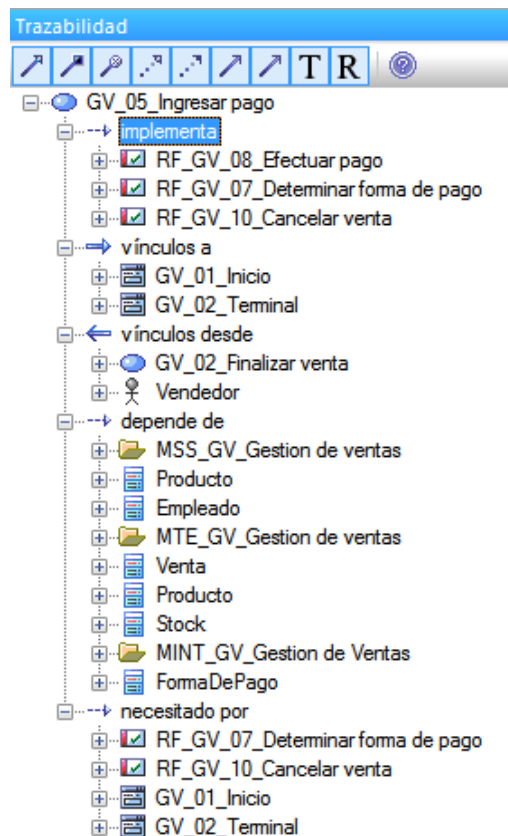 Trazabilidad
T R
GV_05_Ingresar pago
implementa
RF_GV_08_Efectuar pago
RF_GV_07_Determinar forma de pago
RF_GV_10_Cancelar venta
vínculos a
GV_01_Inicio
GV_02_Terminal
vínculos desde
GV_02_Finalizar venta
Vendedor
depende de
MSS_GV_Gestion de ventas
Producto
Empleado
MTE_GV_Gestion de ventas
Venta
Producto
Stock
MINT_GV_Gestion de Ventas
FormaDePago
necesitado por
RF_GV_07_Determinar forma de pago
RF_GV_10_Cancelar venta
GV_01_Inicio
GV_02_Terminal